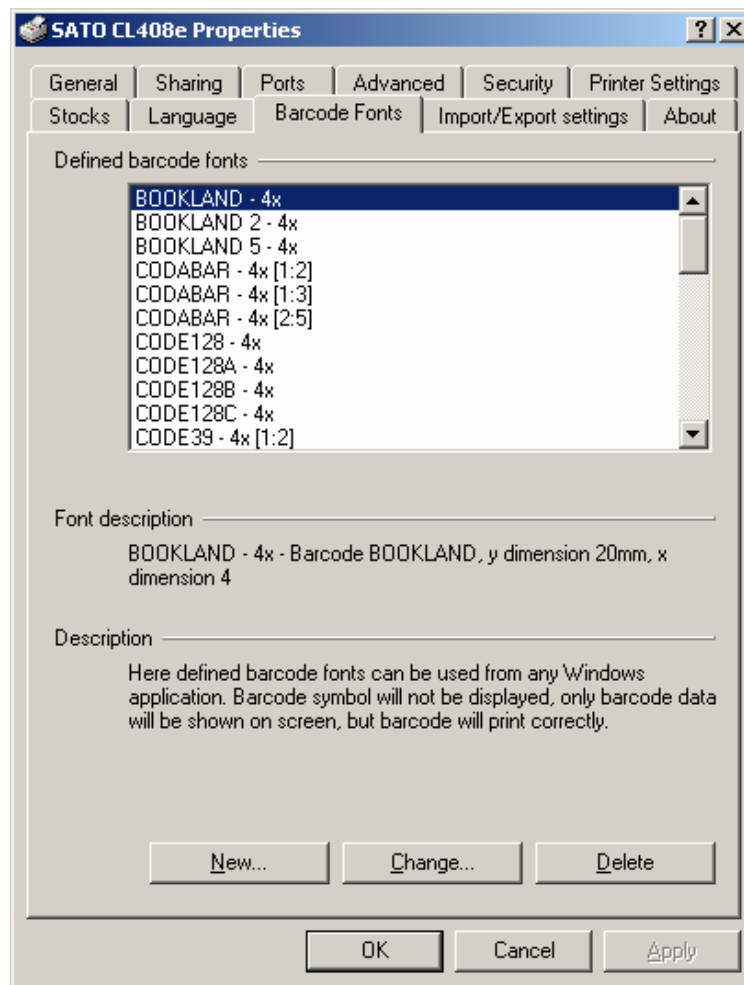 SATO CL408e Properties
General Sharing Ports Advanced Security Printer Settings
Stocks Language Barcode Fonts Import/Export settings About
Defined barcode fonts
BOOKLAND - 4x
BOOKLAND 2 - 4x
BOOKLAND 5 - 4x
CODABAR - 4x [1:2]
CODABAR - 4x [1:3]
CODABAR - 4x [2:5]
CODE128 - 4x
CODE128A - 4x
CODE128B - 4x
CODE128C - 4x
CODE39 - 4x [1:2]
Font description
BOOKLAND - 4x - Barcode BOOKLAND, y dimension 20mm, x
dimension 4
Description
Here defined barcode fonts can be used from any Windows
application. Barcode symbol will not be displayed, only barcode data
will be shown on screen, but barcode will print correctly.
New... Change... Delete
OK Cancel Apply